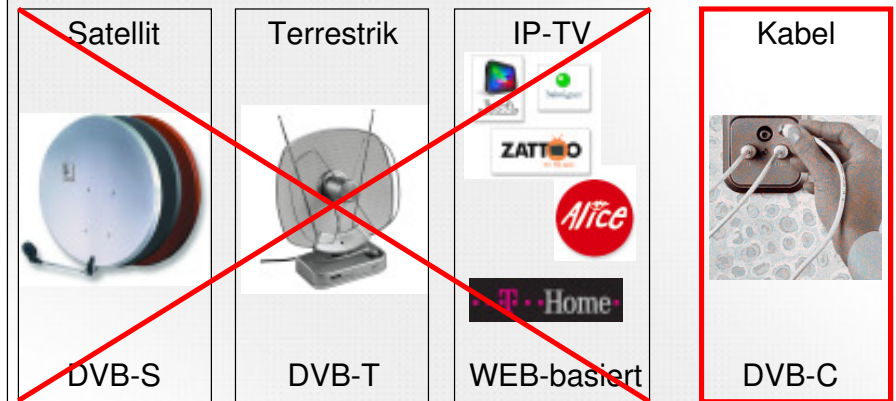 Satellit
Terrestrik
IP-TV
Kabel
ZATTOO
Alice
T Home
DVB-S
DVB-T
WEB-basiert
DVB-C